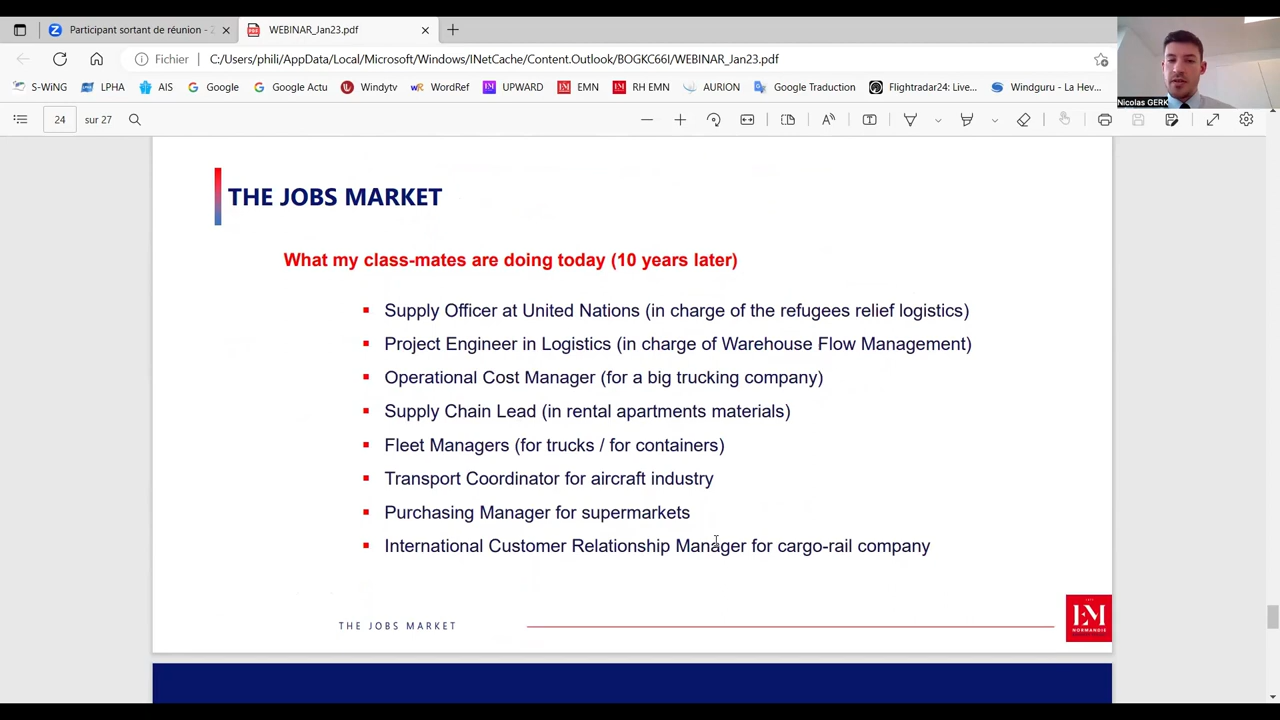 Participant sortant de réunion - Z
WEBINAR_Jan23.pdf
Fichier
C:/Users/phili/AppData/Local/Microsoft/Windows/INetCache/Content.Outlook/BOGKC66I/WEBINAR_Jan23.pdf
S-WiNG
LPHA
AIS
Google
Google Actu
Windytv
WordRef
UPWARD
EMN
RH EMN
AURION
Google Traduction
Flightradar24: Live...
Windguru - La Hev...
Nicolas GERK
24
sur 27
THE JOBS MARKET
What my class-mates are doing today (10 years later)
Supply Officer at United Nations (in charge of the refugees relief logistics)
Project Engineer in Logistics (in charge of Warehouse Flow Management)
Operational Cost Manager (for a big trucking company)
Supply Chain Lead (in rental apartments materials)
Fleet Managers (for trucks / for containers)
Transport Coordinator for aircraft industry
Purchasing Manager for supermarkets
International Customer Relationship Manager for cargo-rail company
THE JOBS MARKET
EM
NORMANDIE